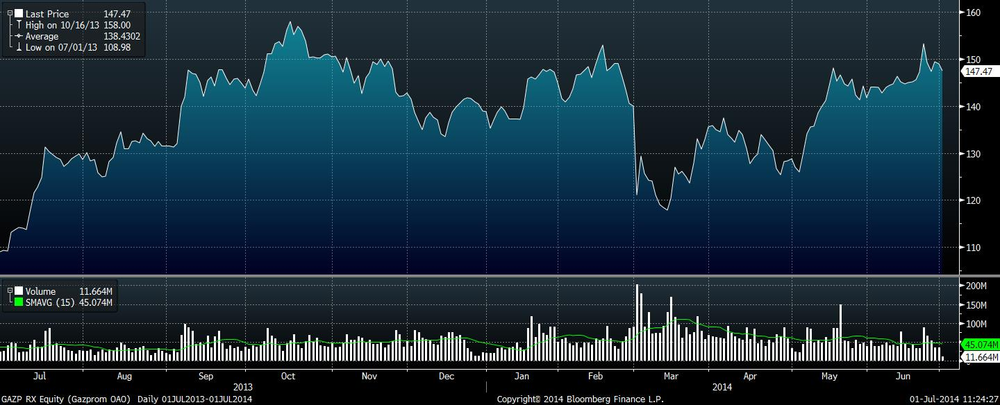 Last Price 147.47
High on 10/16/13 158.00
Average 138.4302
Low on 07/01/13 108.98
160
150
147.47
140
130
120
110
Volume 11.664M
SMAVG (15) 45.074M
200M
150M
100M
45.074M
11.664M
Jul Aug Sep Oct Nov Dec Jan Feb Mar Apr May Jun
2013 2014
GAZP RX Equity (Gazprom OAO) Daily 01JUL2013-01JUL2014 Copyright© 2014 Bloomberg Finance L.P. 01-Jul-2014 11:24:27